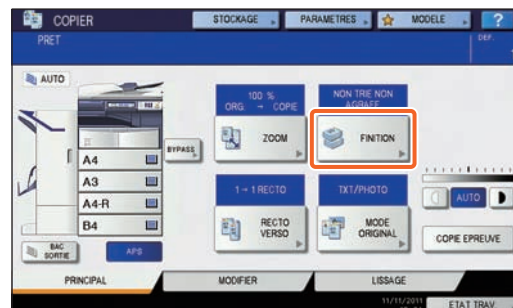 COPIER
STOCKAGE
PARAMETRES
MODELE
?
PRET
DEF.
AUTO
100 %
ORG. → COPIE
NON TRIE NON
AGRAFE
ZOOM
FINITION
BYPASS
A4
A3
A4-R
B4
1→1 RECTO
TXT/PHOTO
RECTO
VERSO
MODE
ORIGINAL
AUTO
COPIE EPREUVE
BAC
SORTIE
APS
PRINCIPAL
MODIFIER
LISSAGE
11/11/2011
ETAT TRAV